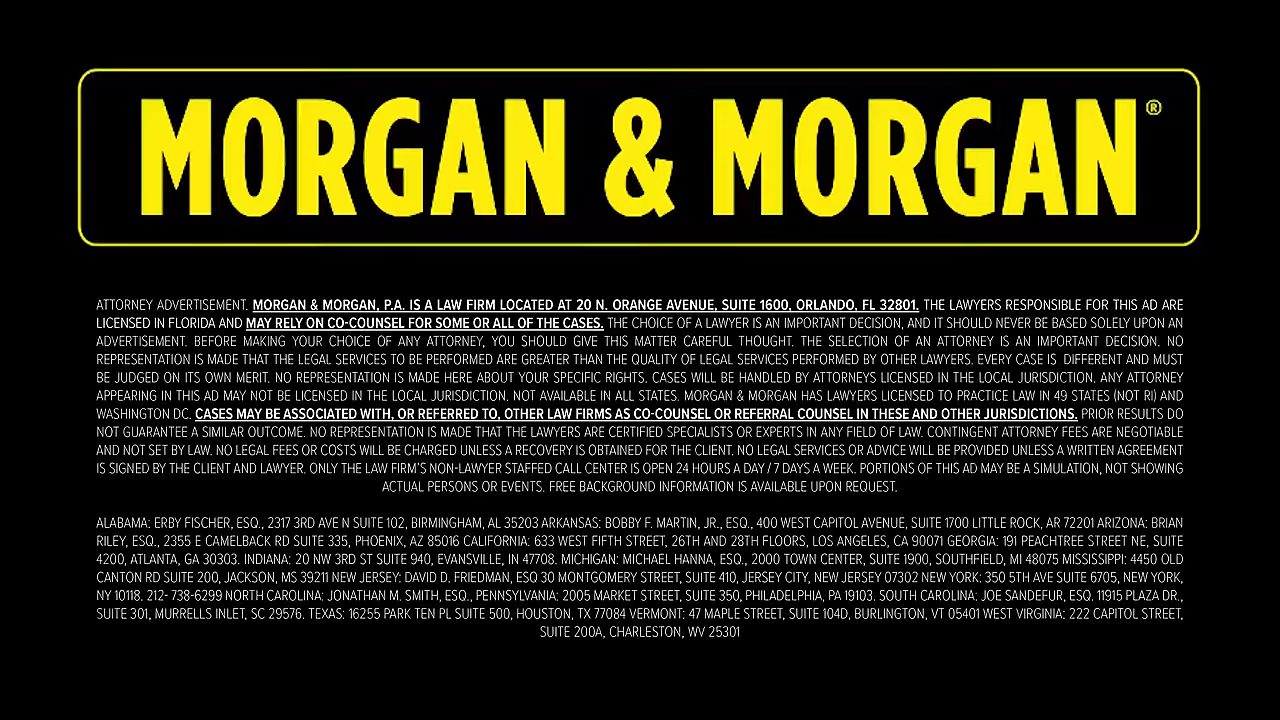 MORGAN & MORGAN®
ATTORNEY ADVERTISEMENT. MORGAN & MORGAN, P.A. IS A LAW FIRM LOCATED AT 20 N. ORANGE AVENUE, SUITE 1600, ORLANDO, FL 32801. THE LAWYERS RESPONSIBLE FOR THIS AD ARE
LICENSED IN FLORIDA AND MAY RELY ON CO-COUNSEL FOR SOME OR ALL OF THE CASES. THE CHOICE OF A LAWYER IS AN IMPORTANT DECISION, AND IT SHOULD NEVER BE BASED SOLELY UPON AN
ADVERTISEMENT. BEFORE MAKING YOUR CHOICE OF ANY ATTORNEY, YOU SHOULD GIVE THIS MATTER CAREFUL THOUGHT. THE SELECTION OF AN ATTORNEY IS AN IMPORTANT DECISION. NO
REPRESENTATION IS MADE THAT THE LEGAL SERVICES TO BE PERFORMED ARE GREATER THAN THE QUALITY OF LEGAL SERVICES PERFORMED BY OTHER LAWYERS. EVERY CASE IS DIFFERENT AND MUST
BE JUDGED ON ITS OWN MERIT. NO REPRESENTATION IS MADE HERE ABOUT YOUR SPECIFIC RIGHTS. CASES WILL BE HANDLED BY ATTORNEYS LICENSED IN THE LOCAL JURISDICTION. ANY ATTORNEY
APPEARING IN THIS AD MAY NOT BE LICENSED IN THE LOCAL JURISDICTION. NOT AVAILABLE IN ALL STATES. MORGAN & MORGAN HAS LAWYERS LICENSED TO PRACTICE LAW IN 49 STATES (NOT RI) AND
WASHINGTON DC. CASES MAY BE ASSOCIATED WITH, OR REFERRED TO, OTHER LAW FIRMS AS CO-COUNSEL OR REFERRAL COUNSEL IN THESE AND OTHER JURISDICTIONS. PRIOR RESULTS DO
NOT GUARANTEE A SIMILAR OUTCOME. NO REPRESENTATION IS MADE THAT THE LAWYERS ARE CERTIFIED SPECIALISTS OR EXPERTS IN ANY FIELD OF LAW. CONTINGENT ATTORNEY FEES ARE NEGOTIABLE
AND NOT SET BY LAW. NO LEGAL FEES OR COSTS WILL BE CHARGED UNLESS A RECOVERY IS OBTAINED FOR THE CLIENT. NO LEGAL SERVICES OR ADVICE WILL BE PROVIDED UNLESS A WRITTEN AGREEMENT
IS SIGNED BY THE CLIENT AND LAWYER. ONLY THE LAW FIRM'S NON-LAWYER STAFFED CALL CENTER IS OPEN 24 HOURS A DAY / 7 DAYS A WEEK. PORTIONS OF THIS AD MAY BE A SIMULATION, NOT SHOWING
ACTUAL PERSONS OR EVENTS. FREE BACKGROUND INFORMATION IS AVAILABLE UPON REQUEST.
ALABAMA: ERBY FISCHER, ESQ., 2317 3RD AVE N SUITE 102, BIRMINGHAM, AL 35203 ARKANSAS: BOBBY F. MARTIN, JR., ESQ., 400 WEST CAPITOL AVENUE, SUITE 1700 LITTLE ROCK, AR 72201 ARIZONA: BRIAN
RILEY, ESQ., 2355 E CAMELBACK RD SUITE 335, PHOENIX, AZ 85016 CALIFORNIA: 633 WEST FIFTH STREET, 26TH AND 28TH FLOORS, LOS ANGELES, CA 90071 GEORGIA: 191 PEACHTREE STREET NE, SUITE
4200, ATLANTA, GA 30303. INDIANA: 20 NW 3RD ST SUITE 940, EVANSVILLE, IN 47708. MICHIGAN: MICHAEL HANNA, ESQ., 2000 TOWN CENTER, SUITE 1900, SOUTHFIELD, MI 48075 MISSISSIPPI: 4450 OLD
CANTON RD SUITE 200, JACKSON, MS 39211 NEW JERSEY: DAVID D. FRIEDMAN, ESQ 30 MONTGOMERY STREET, SUITE 410, JERSEY CITY, NEW JERSEY 07302 NEW YORK: 350 5TH AVE SUITE 6705, NEW YORK,
NY 10118. 212- 738-6299 NORTH CAROLINA: JONATHAN M. SMITH, ESQ., PENNSYLVANIA: 2005 MARKET STREET, SUITE 350, PHILADELPHIA, PA 19103. SOUTH CAROLINA: JOE SANDEFUR, ESQ. 11915 PLAZA DR.,
SUITE 301, MURRELLS INLET, SC 29576. TEXAS: 16255 PARK TEN PL SUITE 500, HOUSTON, TX 77084 VERMONT: 47 MAPLE STREET, SUITE 104D, BURLINGTON, VT 05401 WEST VIRGINIA: 222 CAPITOL STREET,
SUITE 200A, CHARLESTON, WV 25301